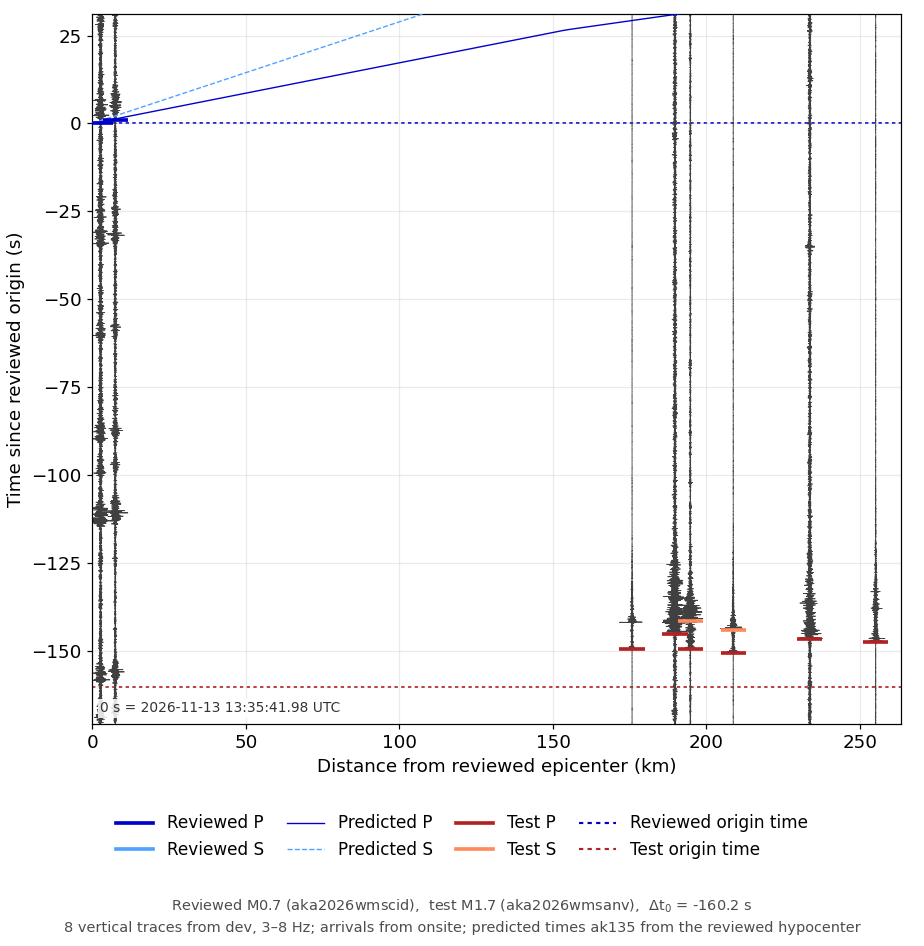 25
0
−25
−50
−75
−100
−125
−150
Time since reviewed origin (s)
0 s = 2026-11-13 13:35:41.98 UTC
0 50 100 150 200 250
Distance from reviewed epicenter (km)
Reviewed P Predicted P Test P Reviewed origin time
Reviewed S Predicted S Test S Test origin time
Reviewed M0.7 (aka2026wmscid), test M1.7 (aka2026wmsanv), Δt₀ = -160.2 s
8 vertical traces from dev, 3–8 Hz; arrivals from onsite; predicted times ak135 from the reviewed hypocenter